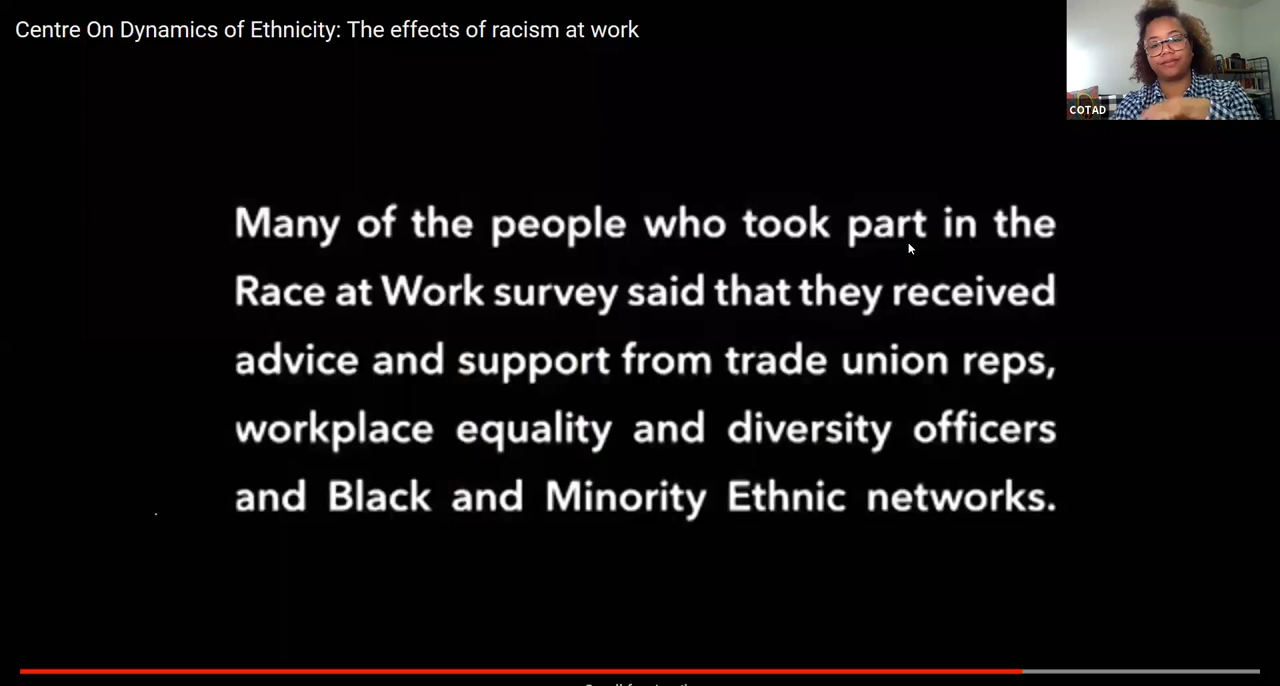 Centre On Dynamics of Ethnicity: The effects of racism at work
COTAD
Many of the people who took part in the
Race at Work survey said that they received
advice and support from trade union reps,
workplace equality and diversity officers
and Black and Minority Ethnic networks.